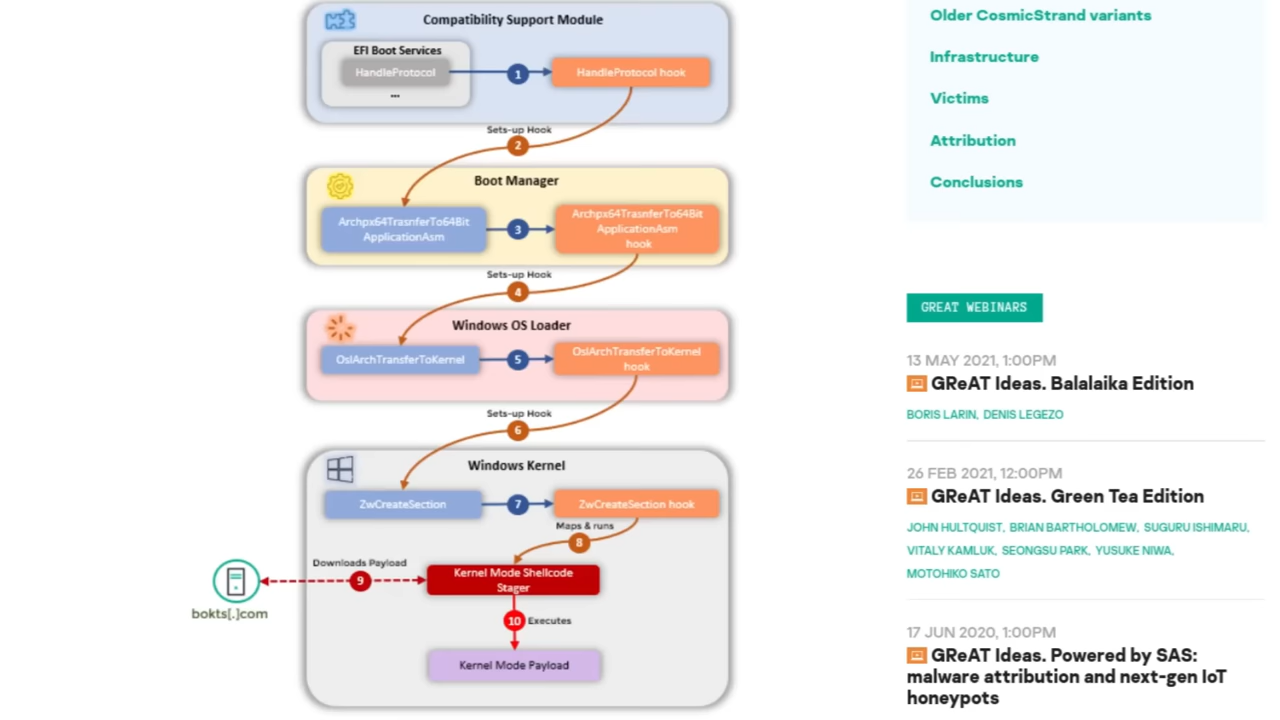 Compatibility Support Module
EFI Boot Services
HandleProtocol
...
1
HandleProtocol hook
Sets-up Hook
2
Boot Manager
Archpx64TrasnferTo64Bit
ApplicationAsm
3
Archpx64TrasnferTo64Bit
ApplicationAsm
hook
Sets-up Hook
4
Windows OS Loader
OslArchTransferToKernel
5
OslArchTransferToKernel
hook
Sets-up Hook
6
Windows Kernel
ZwCreateSection
7
ZwCreateSection hook
Maps & runs
8
Downloads Payload
9
Kernel Mode Shellcode
Stager
bokts[.]com
10
Executes
Kernel Mode Payload
Older CosmicStrand variants
Infrastructure
Victims
Attribution
Conclusions
GREAT WEBINARS
13 MAY 2021, 1:00PM
GReAT Ideas. Balalaika Edition
BORIS LARIN, DENIS LEGEZO
26 FEB 2021, 12:00PM
GReAT Ideas. Green Tea Edition
JOHN HULTQUIST, BRIAN BARTHOLOMEW, SUGURU ISHIMARU,
VITALY KAMLUK, SEONGSU PARK, YUSUKE NIWA,
MOTOHIKO SATO
17 JUN 2020, 1:00PM
GReAT Ideas. Powered by SAS:
malware attribution and next-gen IoT
honeypots